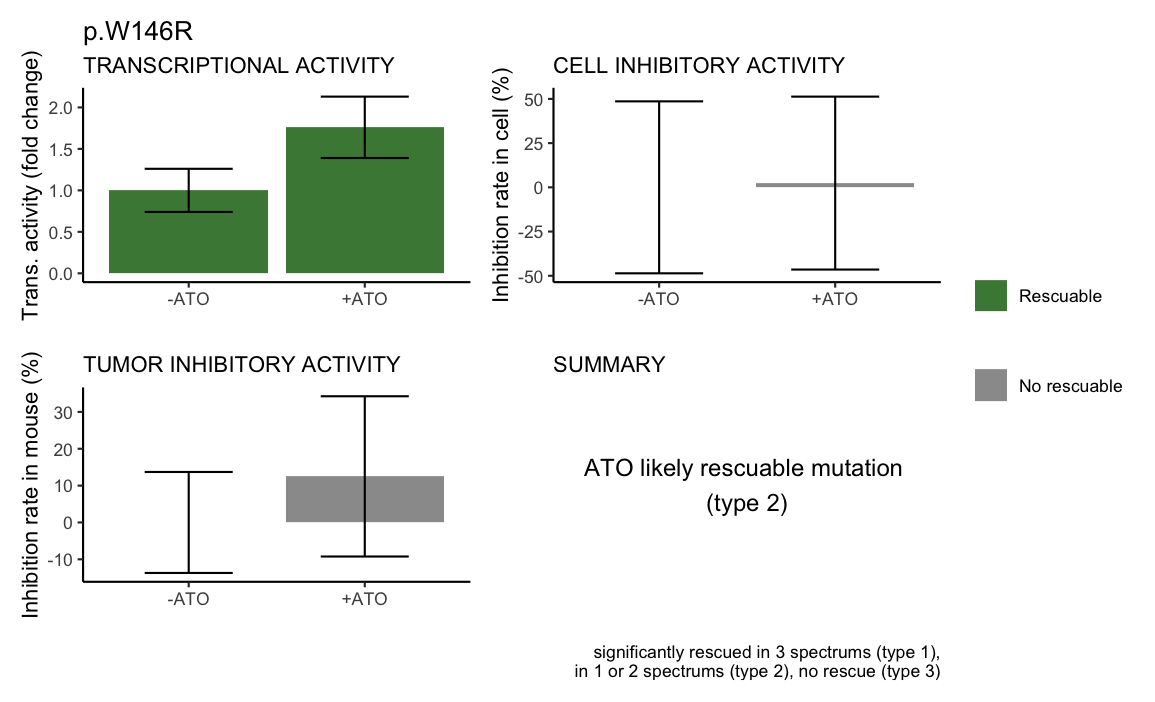 p.W146R
TRANSCRIPTIONAL ACTIVITY
Trans. activity (fold change)
2.0
1.5
1.0
0.5
0.0
-ATO
+ATO
CELL INHIBITORY ACTIVITY
Inhibition rate in cell (%)
50
25
0
-25
-50
-ATO
+ATO
Rescuable
No rescuable
TUMOR INHIBITORY ACTIVITY
Inhibition rate in mouse (%)
30
20
10
0
-10
-ATO
+ATO
SUMMARY
ATO likely rescuable mutation
(type 2)
significantly rescued in 3 spectrums (type 1),
in 1 or 2 spectrums (type 2), no rescue (type 3)